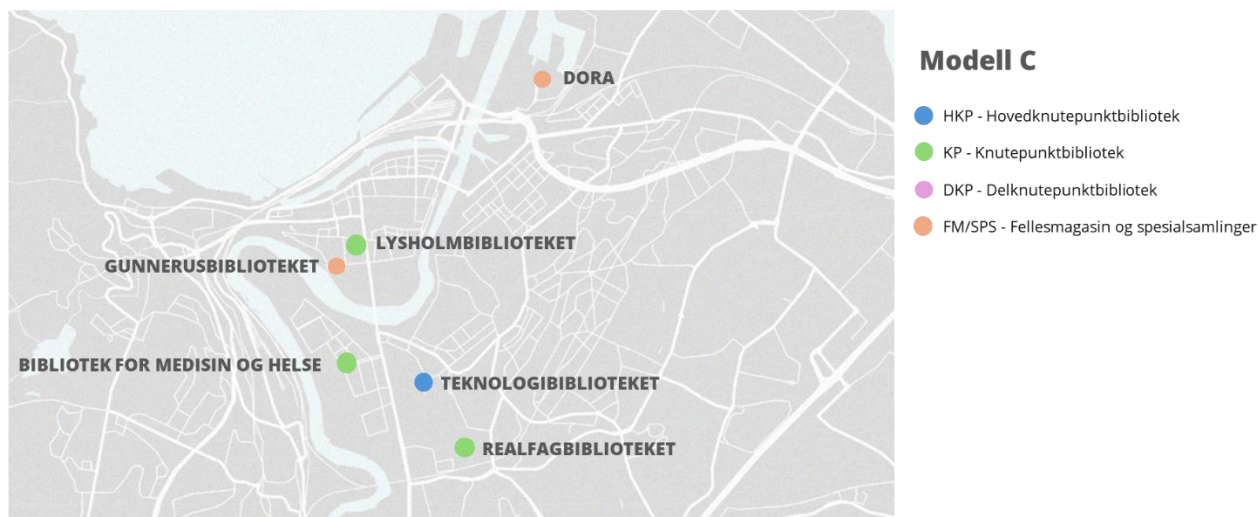 Modell C
DORA
HKP - Hovedknutepunktbibliotek
KP - Knutepunktbibliotek
DKP - Delknutepunktbibliotek
FM/SPS - Fellesmagasin og spesialsamlinger
LYSHOLMBIBLIOTEKET
GUNNERUSBIBLIOTEKET
BIBLIOTEK FOR MEDISIN OG HELSE
TEKNOLOGIBIBLIOTEKET
REALFAGBIBLIOTEKET